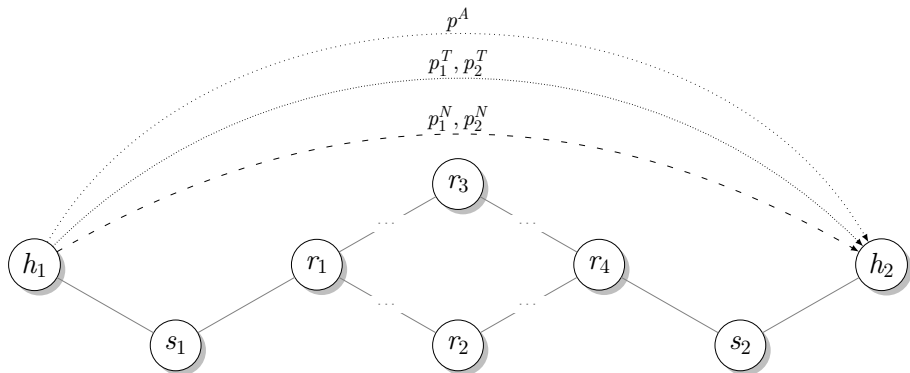 p^A
p_1^T, p_2^T
p_1^N, p_2^N
r_3
... ...
h_1 r_1 r_4 h_2
... ...
s_1 r_2 s_2